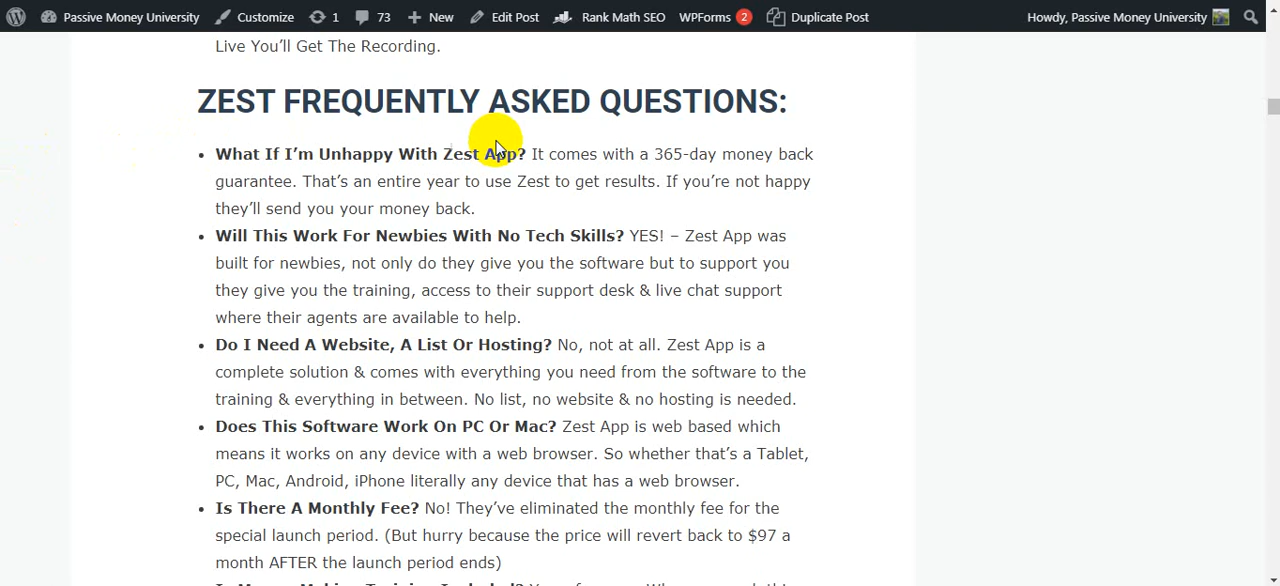 Passive Money University Customize 1 73 New Edit Post Rank Math SEO WPForms 2 Duplicate Post Howdy, Passive Money University
Live You’ll Get The Recording.
ZEST FREQUENTLY ASKED QUESTIONS:
• What If I’m Unhappy With Zest App? It comes with a 365-day money back
guarantee. That’s an entire year to use Zest to get results. If you’re not happy
they’ll send you your money back.
• Will This Work For Newbies With No Tech Skills? YES! – Zest App was
built for newbies, not only do they give you the software but to support you
they give you the training, access to their support desk & live chat support
where their agents are available to help.
• Do I Need A Website, A List Or Hosting? No, not at all. Zest App is a
complete solution & comes with everything you need from the software to the
training & everything in between. No list, no website & no hosting is needed.
• Does This Software Work On PC Or Mac? Zest App is web based which
means it works on any device with a web browser. So whether that’s a Tablet,
PC, Mac, Android, iPhone literally any device that has a web browser.
• Is There A Monthly Fee? No! They’ve eliminated the monthly fee for the
special launch period. (But hurry because the price will revert back to $97 a
month AFTER the launch period ends)